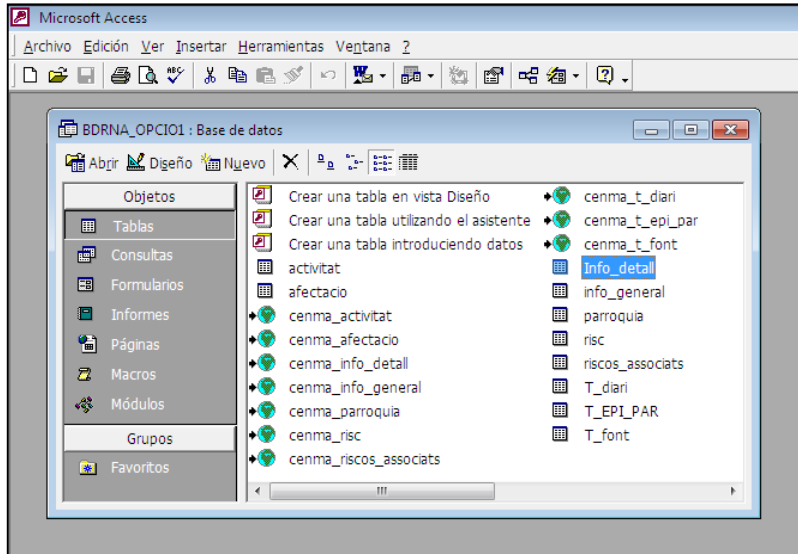 Microsoft Access
Archivo Edición Ver Insertar Herramientas Ventana ?
BDRNA_OPCIO1 : Base de datos
Abrir Diseño Nuevo
Objetos
Tablas
Consultas
Formularios
Informes
Páginas
Macros
Módulos
Grupos
Favoritos
Crear una tabla en vista Diseño
Crear una tabla utilizando el asistente
Crear una tabla introduciendo datos
activitat
afectacio
cenma_activitat
cenma_afectacio
cenma_info_detall
cenma_info_general
cenma_parroquia
cenma_risc
cenma_riscos_associats
cenma_t_diari
cenma_t_epi_par
cenma_t_font
Info_detall
info_general
parroquia
risc
riscos_associats
T_diari
T_EPI_PAR
T_font